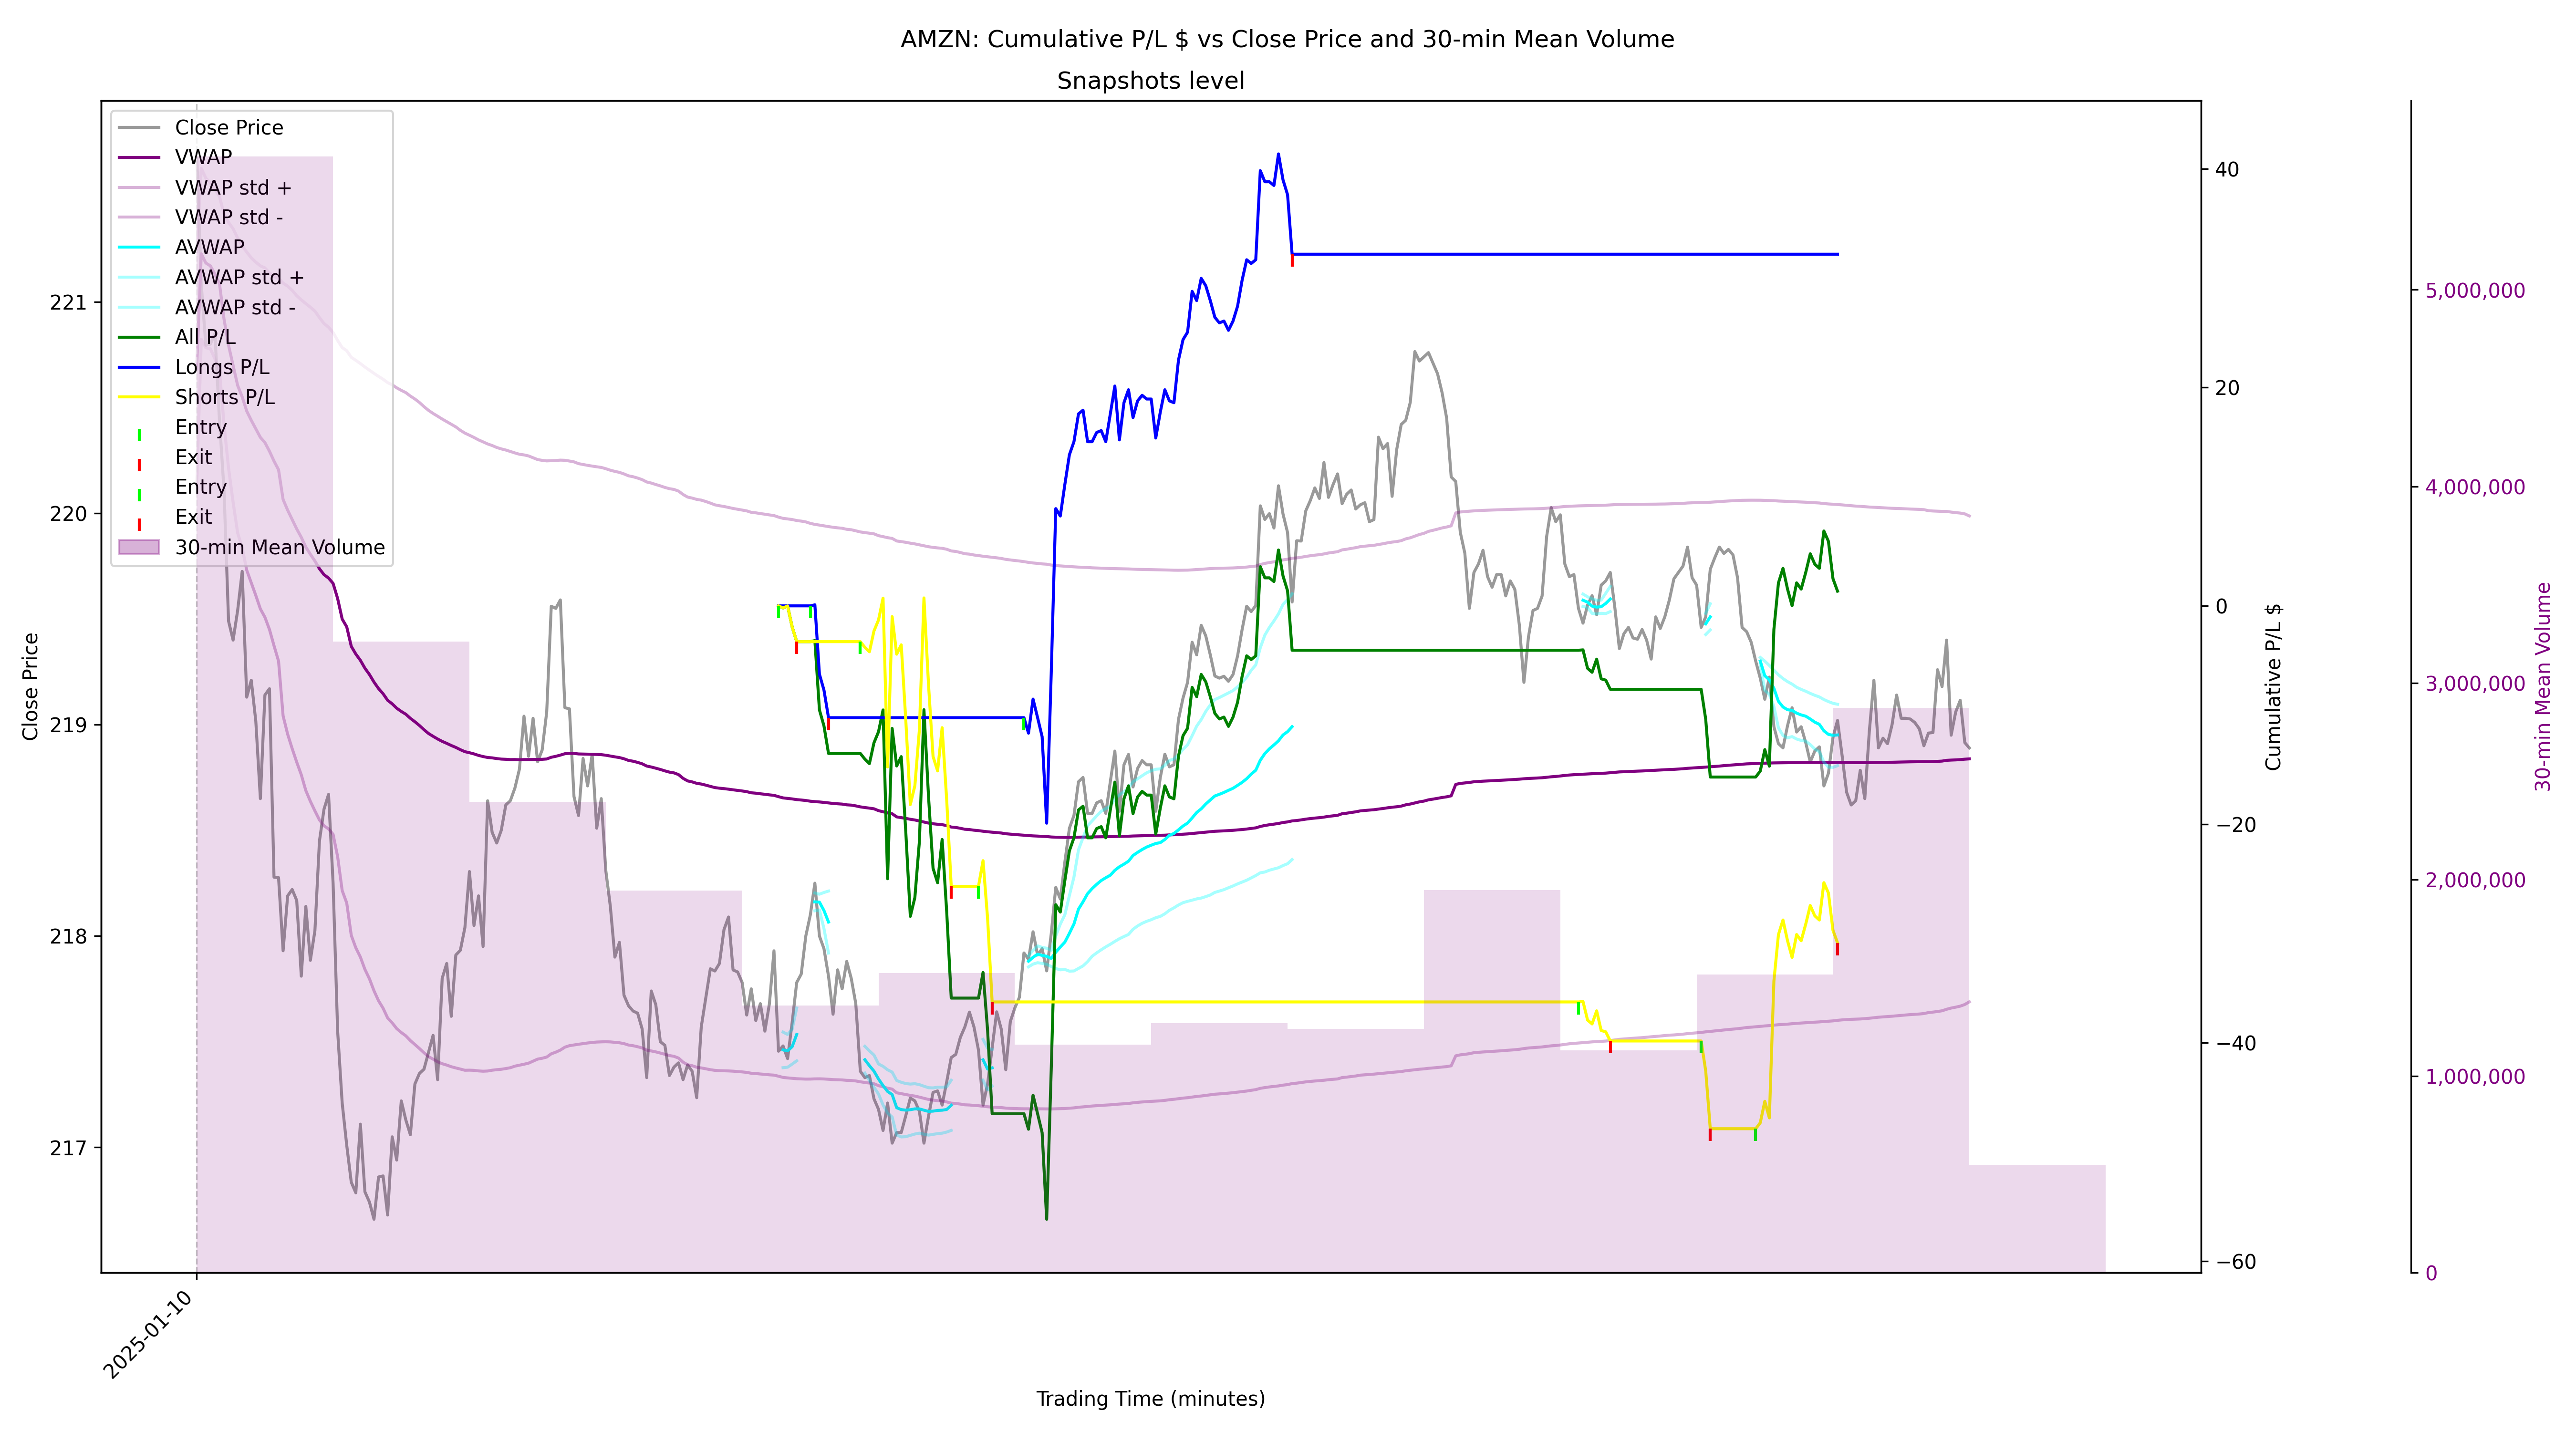 AMZN: Cumulative P/L $ vs Close Price and 30-min Mean Volume
Snapshots level
Close Price
VWAP
VWAP std +
VWAP std -
AVWAP
AVWAP std +
AVWAP std -
All P/L
Longs P/L
Shorts P/L
Entry
Exit
Entry
Exit
30-min Mean Volume
221
220
219
218
217
Close Price
40
20
0
−20
−40
−60
Cumulative P/L $
5,000,000
4,000,000
3,000,000
2,000,000
1,000,000
0
30-min Mean Volume
2025-01-10
Trading Time (minutes)